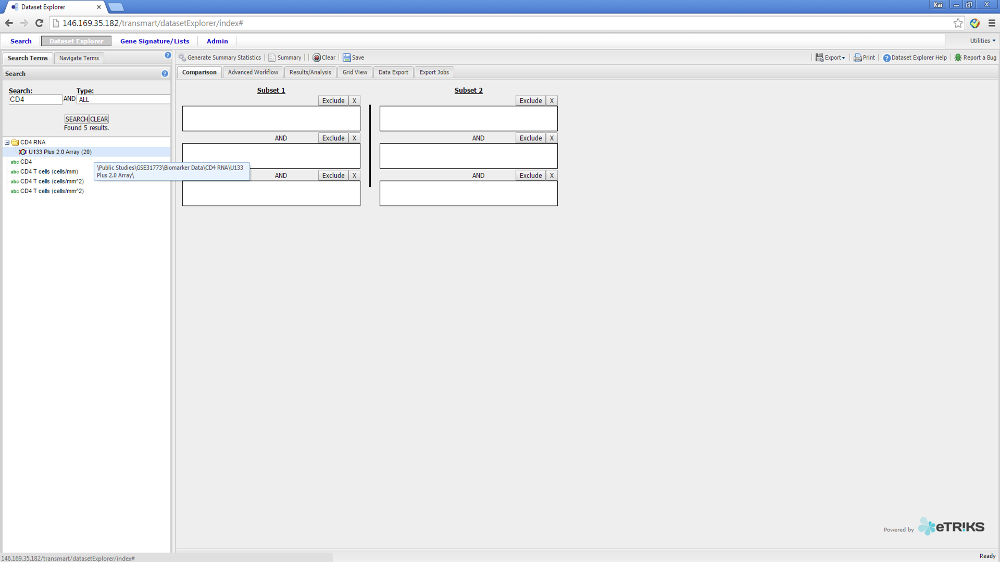 Dataset Explorer
Kai
146.169.35.182/transmart/datasetExplorer/index#
Search Dataset Explorer Gene Signature/Lists Admin Utilities
Search Terms Navigate Terms
Generate Summary Statistics Summary Clear Save Export Print Dataset Explorer Help Report a Bug
Comparison Advanced Workflow Results/Analysis Grid View Data Export Export Jobs
Search
Search: Type:
CD4 AND ALL
SEARCH CLEAR
Found 5 results.
CD4 RNA
U133 Plus 2.0 Array (20)
abc CD4
abc CD4 T cells (cells/mm)
abc CD4 T cells (cells/mm^2)
abc CD4 T cells (cells/mm^2)
\Public Studies\GSE31773\Biomarker Data\CD4 RNA\U133
Plus 2.0 Array\
Subset 1 Subset 2
Exclude X Exclude X
AND Exclude X AND Exclude X
AND Exclude X AND Exclude X
Powered by eTRIKS
146.169.35.182/transmart/datasetExplorer/index#
Ready